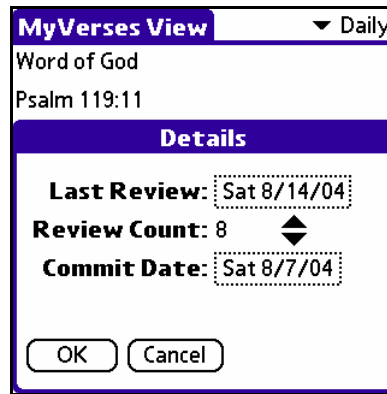 MyVerses View Daily
Word of God
Psalm 119:11
Details
Last Review: Sat 8/14/04
Review Count: 8
Commit Date: Sat 8/7/04
OK Cancel